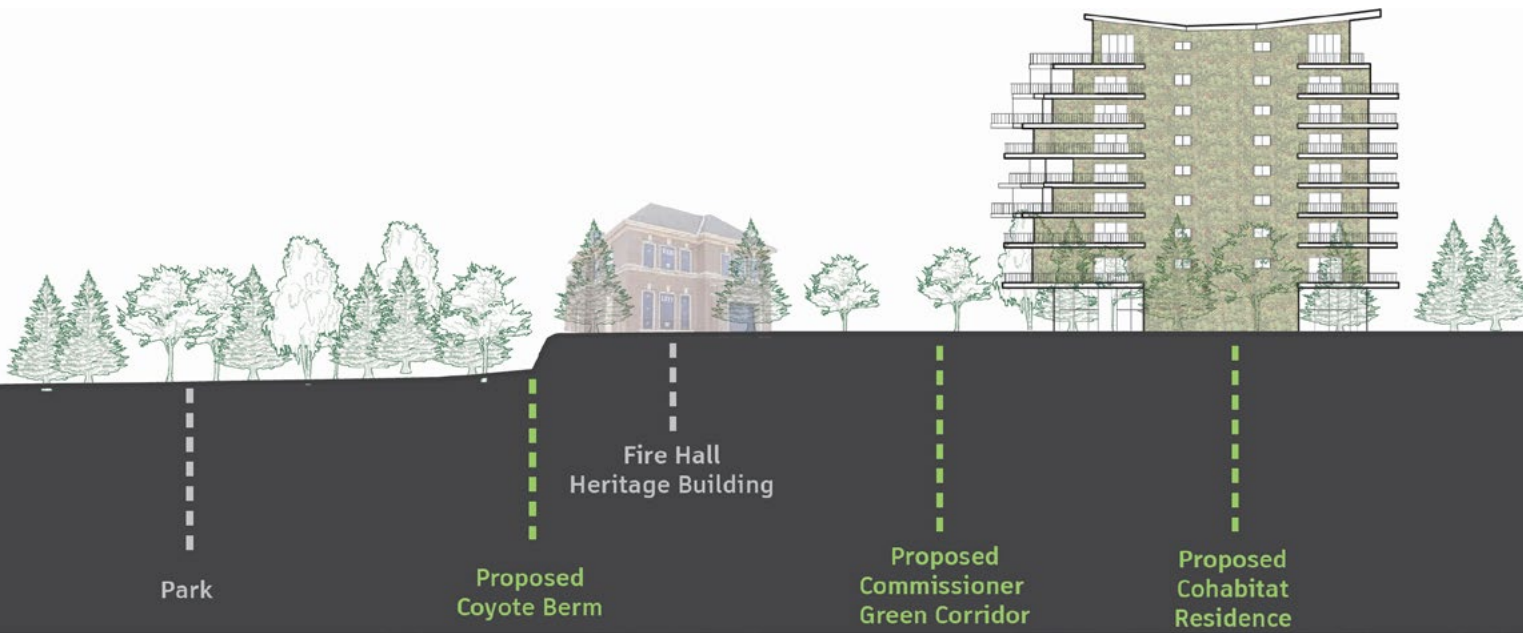 Fire Hall
Heritage Building
Park
Proposed
Coyote Berm
Proposed
Commissioner
Green Corridor
Proposed
Cohabitat
Residence